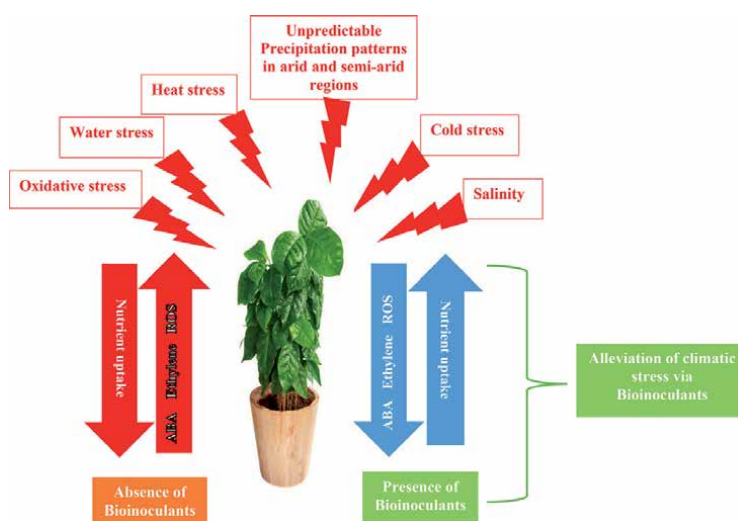 Unpredictable
Precipitation patterns
in arid and semi-arid
regions
Heat stress
Water stress
Cold stress
Oxidative stress
Salinity
Nutrient uptake
ABA Ethylene ROS
ABA Ethylene ROS
Nutrient uptake
Alleviation of climatic
stress via
Bioinoculants
Absence of
Bioinoculants
Presence of
Bioinoculants